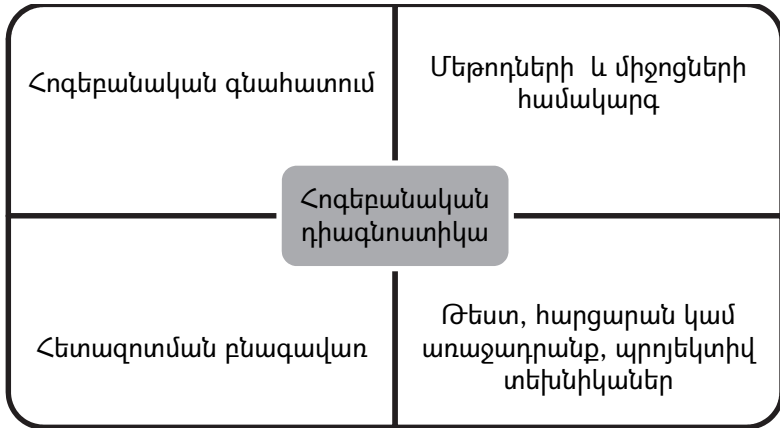 Հոգեբանական գնահատում
Մեթոդների և միջոցների
համակարգ
Հոգեբանական
դիագնոստիկա
Հետազոտման բնագավառ
Թեստ, հարցարան կամ
առաջադրանք, պրոյեկտիվ
տեխնիկաներ